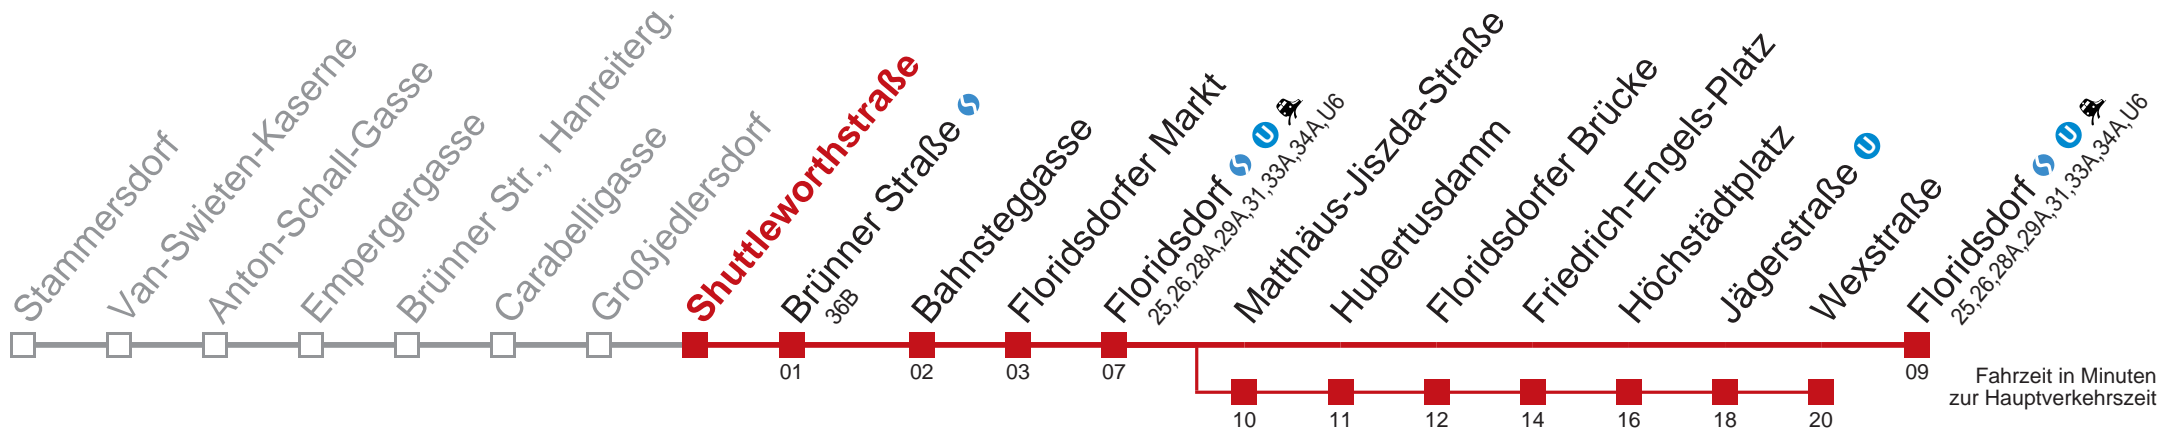 Stammersdorf
Van-Swieten-Kaserne
Anton-Schall-Gasse
Empergergasse
Brünner Str., Hanreiterg.
Carabelligasse
Großjedlersdorf
Shuttleworthstraße
Brünner Straße
36B
Bahnsteggasse
Floridsdorfer Markt
Floridsdorf U
25,26,28A,29A,31,33A,34A,U6
Matthäus-Jiszda-Straße
Hubertusdamm
Floridsdorfer Brücke
Friedrich-Engels-Platz
Höchstädtplatz
Jägerstraße U
Wexstraße
Floridsdorf U
25,26,28A,29A,31,33A,34A,U6
01 02 03 07 09
10 11 12 14 16 18 20
Fahrzeit in Minuten
zur Hauptverkehrszeit